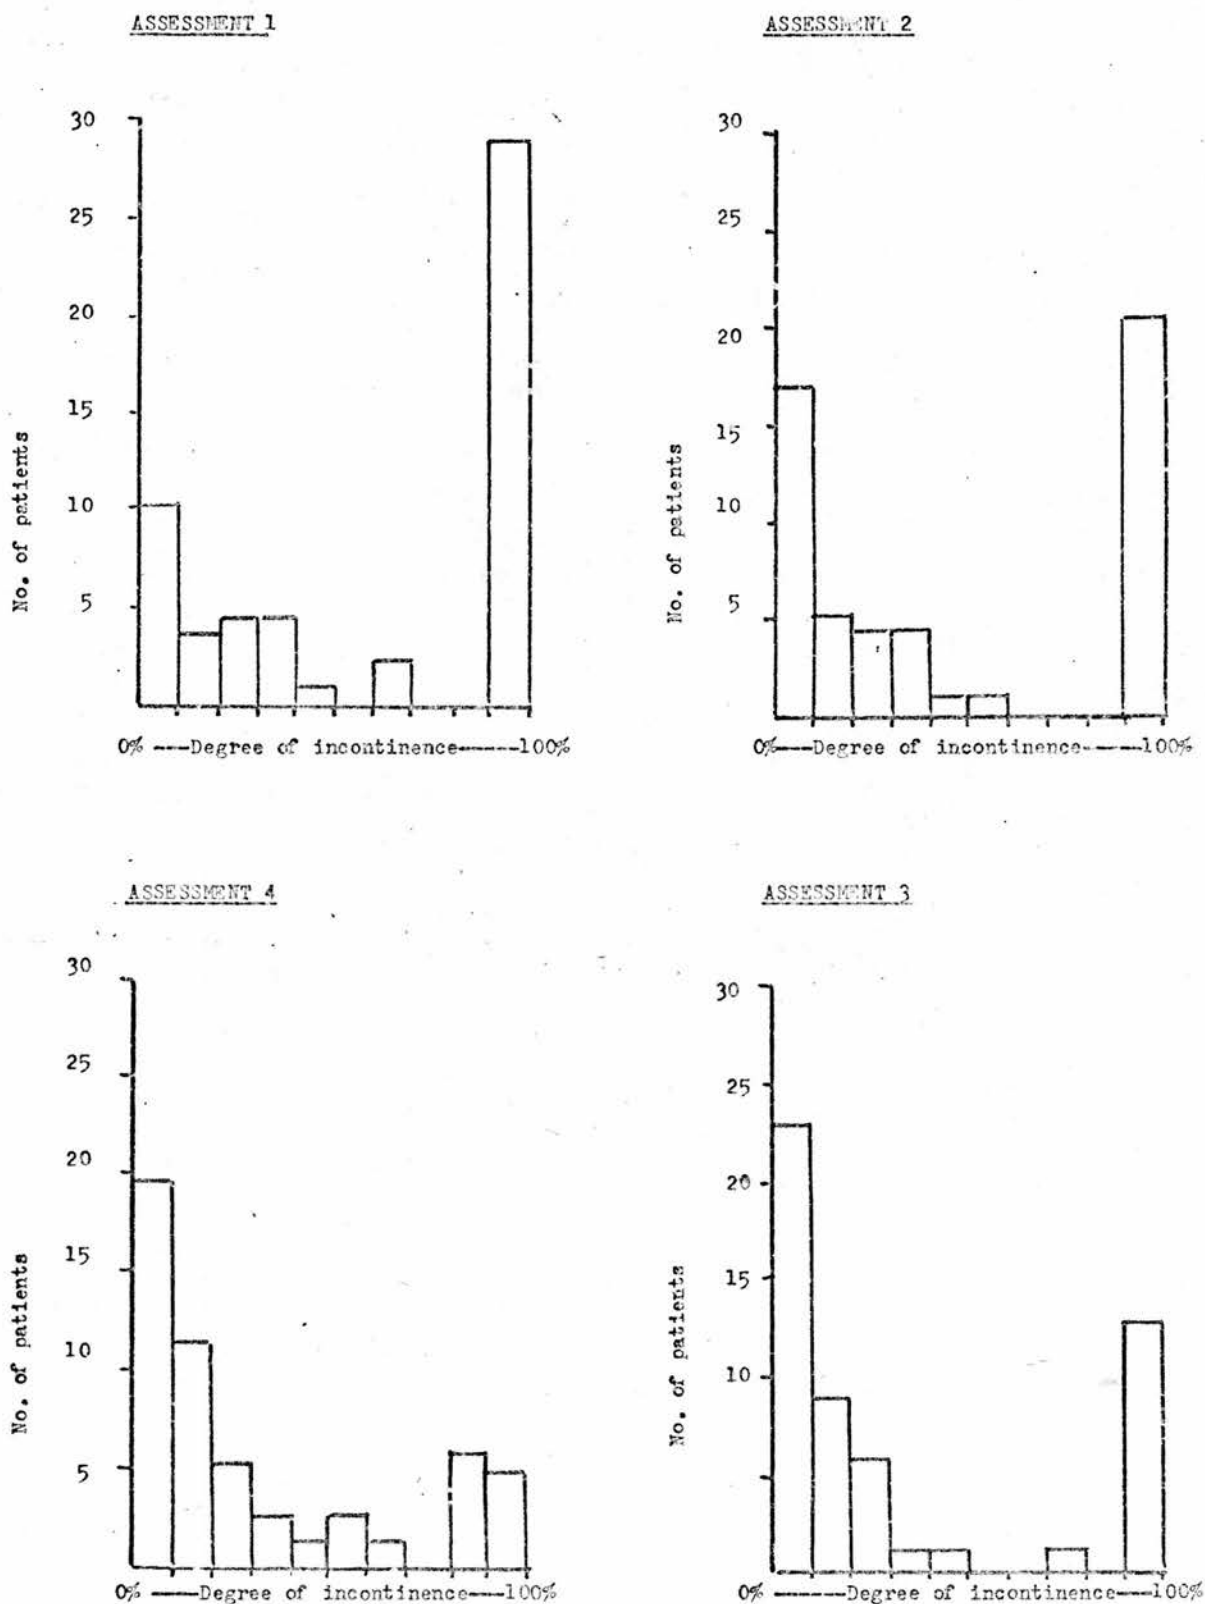 ASSESSMENT 1
30
25
20
15
10
5
No. of patients
0% ----Degree of incontinence------100%
ASSESSMENT 2
30
25
20
15
10
5
No. of patients
0%----Degree of incontinence------100%
ASSESSMENT 4
30
25
20
15
10
5
No. of patients
0% -----Degree of incontinence----100%
ASSESSMENT 3
30
25
20
15
10
No. of patients
0% -----Degree of incontinence----100%